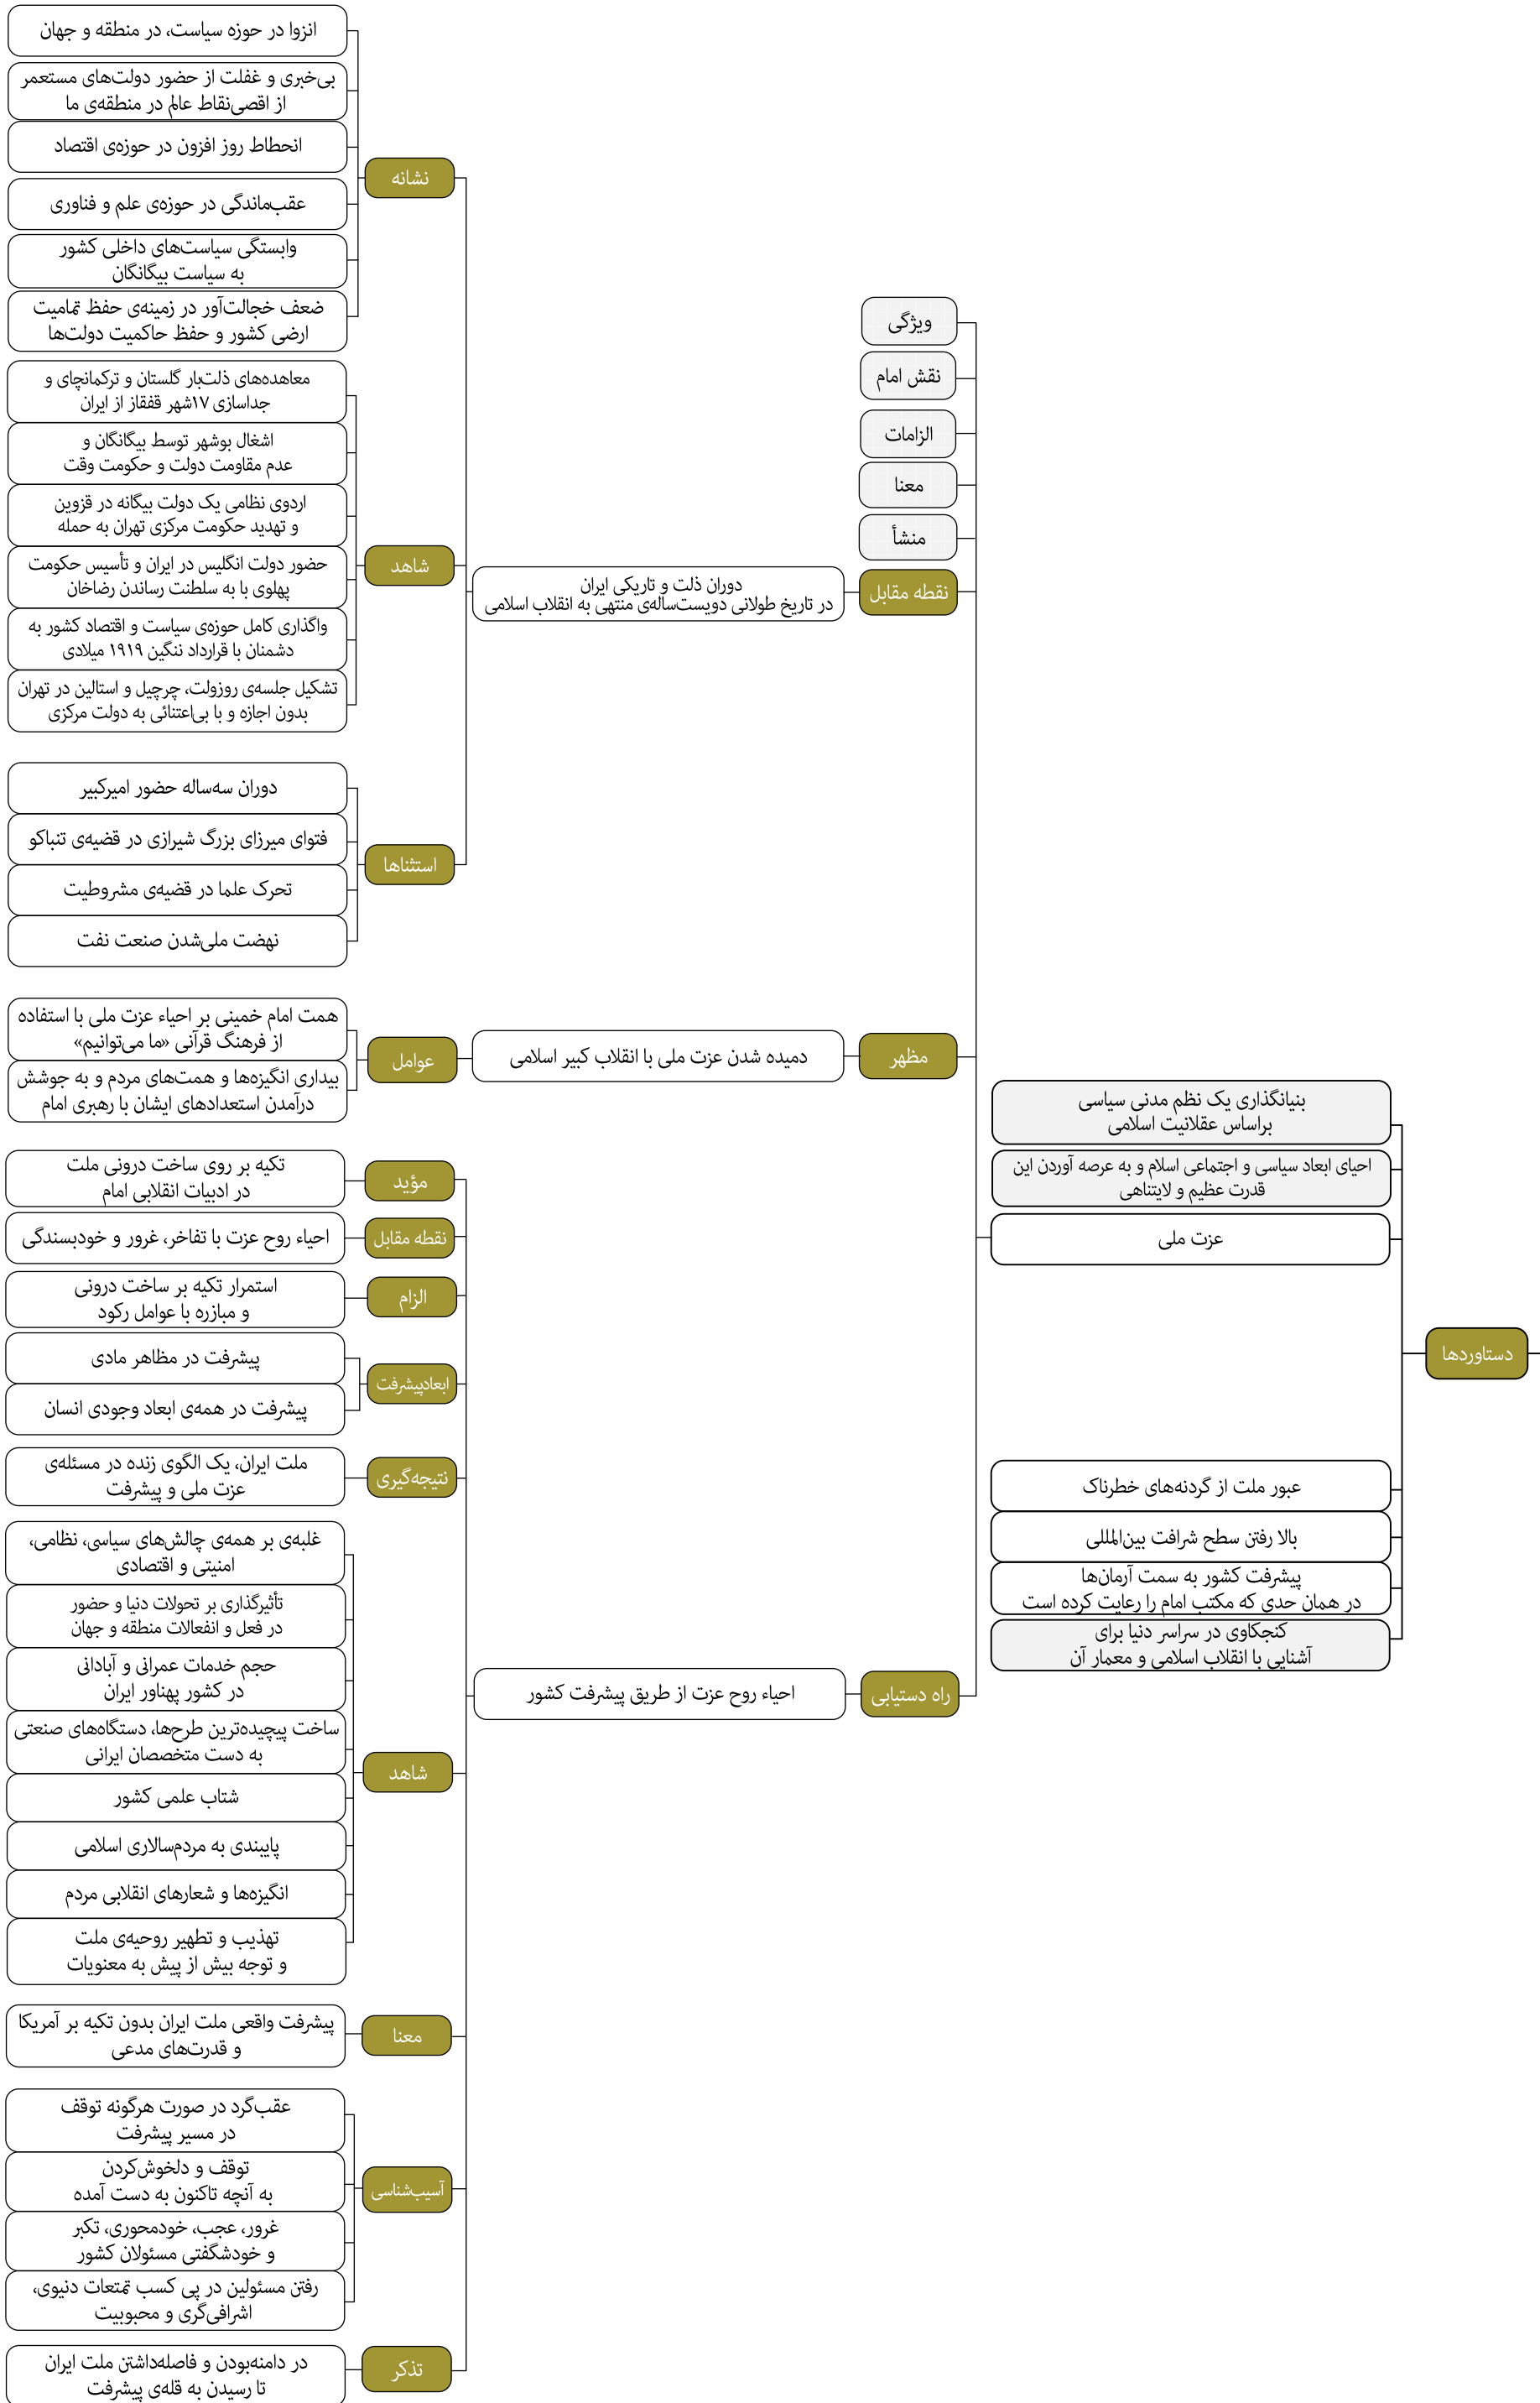 دستاوردها
بنیانگذاری یک نظم مدنی سیاسی
براساس عقلانیت اسلامی
احیای ابعاد سیاسی و اجتماعی اسلام و به عرصه آوردن این
قدرت عظیم و لایتناهی
عزت ملی
ویژگی
نقش امام
الزامات
معنا
منشأ
نقطه مقابل
دوران ذلت و تاریکی ایران
در تاریخ طولانی دویست‌ساله‌ی منتهی به انقلاب اسلامی
نشانه
انزوا در حوزه سیاست، در منطقه و جهان
بی‌خبری و غفلت از حضور دولت‌های مستعمر
از اقصی‌نقاط عالم در منطقه‌ی ما
انحطاط روز افزون در حوزه‌ی اقتصاد
عقب‌ماندگی در حوزه‌ی علم و فناوری
وابستگی سیاست‌های داخلی کشور
به سیاست بیگانگان
ضعف خجالت‌آور در زمینه‌ی حفظ تمامیت
ارضی کشور و حفظ حاکمیت دولت‌ها
شاهد
معاهده‌های ذلت‌بار گلستان و ترکمانچای و
جداسازی ۱۷شهر قفقاز از ایران
اشغال بوشهر توسط بیگانگان و
عدم مقاومت دولت و حکومت وقت
اردوی نظامی یک دولت بیگانه در قزوین
و تهدید حکومت مرکزی تهران به حمله
حضور دولت انگلیس در ایران و تأسیس حکومت
پهلوی با به سلطنت رساندن رضاخان
واگذاری کامل حوزه‌ی سیاست و اقتصاد کشور به
دشمنان با قرارداد ننگین ۱۹۱۹ میلادی
تشکیل جلسه‌ی روزولت، چرچیل و استالین در تهران
بدون اجازه و با بی‌اعتنائی به دولت مرکزی
استثناها
دوران سه‌ساله حضور امیرکبیر
فتوای میرزای بزرگ شیرازی در قضیه‌ی تنباکو
تحرک علما در قضیه‌ی مشروطیت
نهضت ملی‌شدن صنعت نفت
مظهر
دمیده شدن عزت ملی با انقلاب کبیر اسلامی
عوامل
همت امام خمینی بر احیاء عزت ملی با استفاده
از فرهنگ قرآنی «ما می‌توانیم»
بیداری انگیزه‌ها و همت‌های مردم و به جوشش
درآمدن استعدادهای ایشان با رهبری امام
راه دستیابی
احیاء روح عزت از طریق پیشرفت کشور
مؤید
تکیه بر روی ساخت درونی ملت
در ادبیات انقلابی امام
نقطه مقابل
احیاء روح عزت با تفاخر، غرور و خودبسندگی
الزام
استمرار تکیه بر ساخت درونی
و مبارزه با عوامل رکود
ابعادپیشرفت
پیشرفت در مظاهر مادی
پیشرفت در همه‌ی ابعاد وجودی انسان
نتیجه‌گیری
ملت ایران، یک الگوی زنده در مسئله‌ی
عزت ملی و پیشرفت
شاهد
غلبه‌ی بر همه‌ی چالش‌های سیاسی، نظامی،
امنیتی و اقتصادی
تأثیرگذاری بر تحولات دنیا و حضور
در فعل و انفعالات منطقه و جهان
حجم خدمات عمرانی و آبادانی
در کشور پهناور ایران
ساخت پیچیده‌ترین طرح‌ها، دستگاه‌های صنعتی
به دست متخصصان ایرانی
شتاب علمی کشور
پایبندی به مردم‌سالاری اسلامی
انگیزه‌ها و شعارهای انقلابی مردم
تهذیب و تطهیر روحیه‌ی ملت
و توجه بیش از پیش به معنویات
معنا
پیشرفت واقعی ملت ایران بدون تکیه بر آمریکا
و قدرت‌های مدعی
آسیب‌شناسی
عقب‌گرد در صورت هرگونه توقف
در مسیر پیشرفت
توقف و دلخوش‌کردن
به آنچه تاکنون به دست آمده
غرور، عجب، خودمحوری، تکبر
و خودشگفتی مسئولان کشور
رفتن مسئولین در پی کسب تمتعات دنیوی،
اشرافی‌گری و محبوبیت
تذکر
در دامنه‌بودن و فاصله‌داشتن ملت ایران
تا رسیدن به قله‌ی پیشرفت
عبور ملت از گردنه‌های خطرناک
بالا رفتن سطح شرافت بین‌المللی
پیشرفت کشور به سمت آرمان‌ها
در همان حدی که مکتب امام را رعایت کرده است
کنجکاوی در سراسر دنیا برای
آشنایی با انقلاب اسلامی و معمار آن